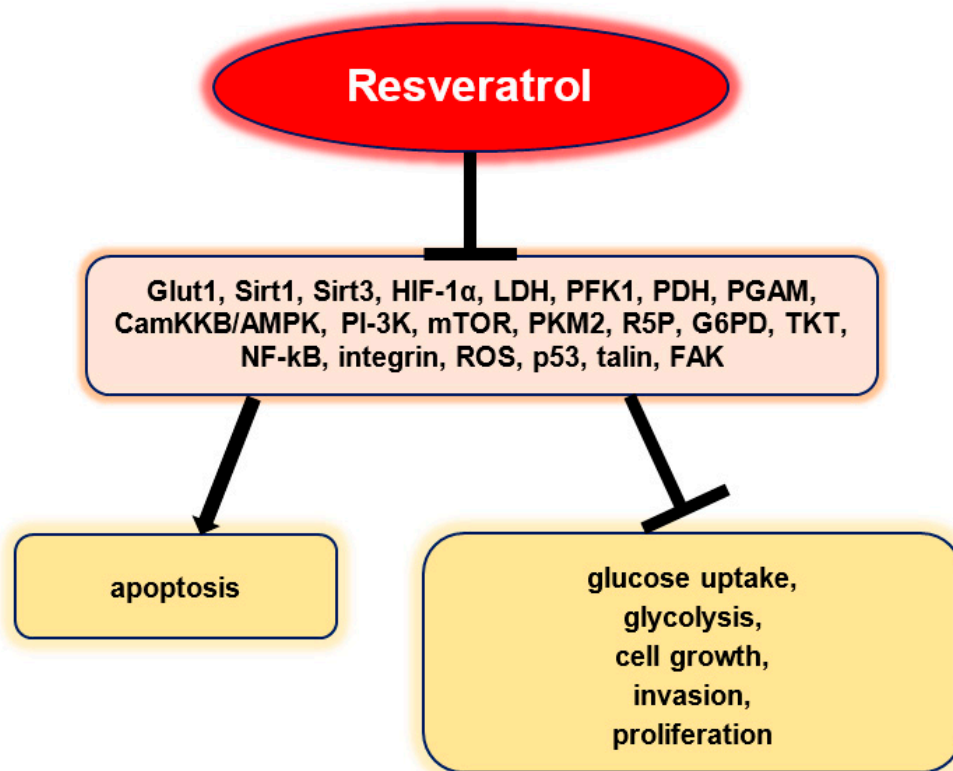 Resveratrol
Glut1, Sirt1, Sirt3, HIF-1α, LDH, PFK1, PDH, PGAM,
CamKKB/AMPK, PI-3K, mTOR, PKM2, R5P, G6PD, TKT,
NF-kB, integrin, ROS, p53, talin, FAK
apoptosis
glucose uptake,
glycolysis,
cell growth,
invasion,
proliferation